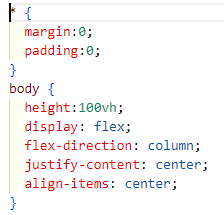 * {
  margin:0;
  padding:0;
}
body {
  height:100vh;
  display: flex;
  flex-direction: column;
  justify-content: center;
  align-items: center;
}